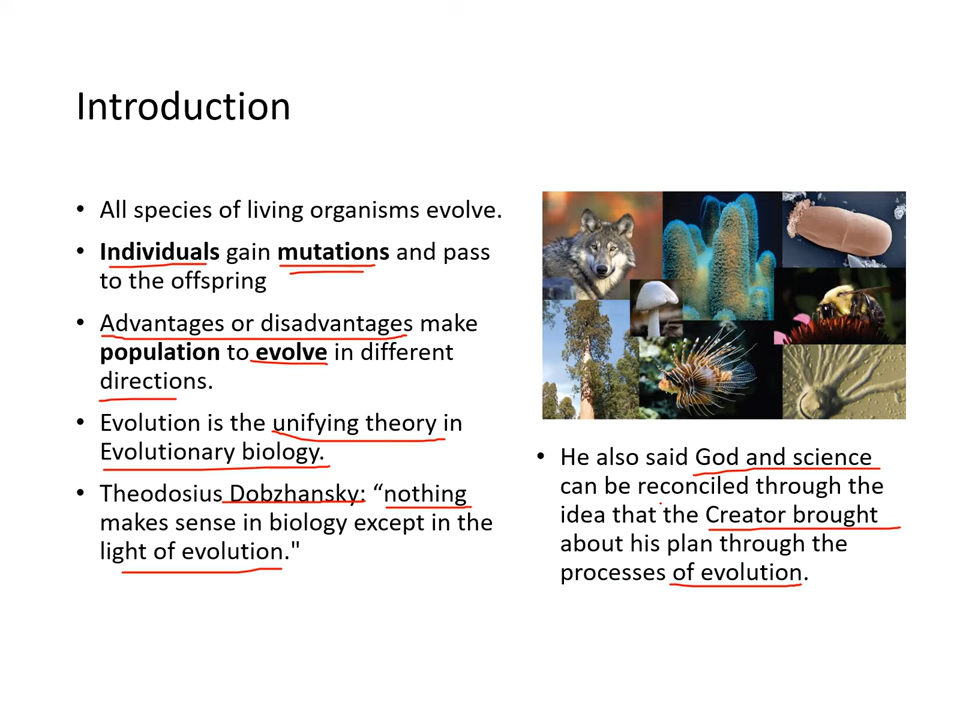 Introduction
• All species of living organisms evolve.
• Individuals gain mutations and pass
to the offspring
• Advantages or disadvantages make
population to evolve in different
directions.
• Evolution is the unifying theory in
Evolutionary biology.
• Theodosius Dobzhansky: “nothing
makes sense in biology except in the
light of evolution."
• He also said God and science
can be reconciled through the
idea that the Creator brought
about his plan through the
processes of evolution.